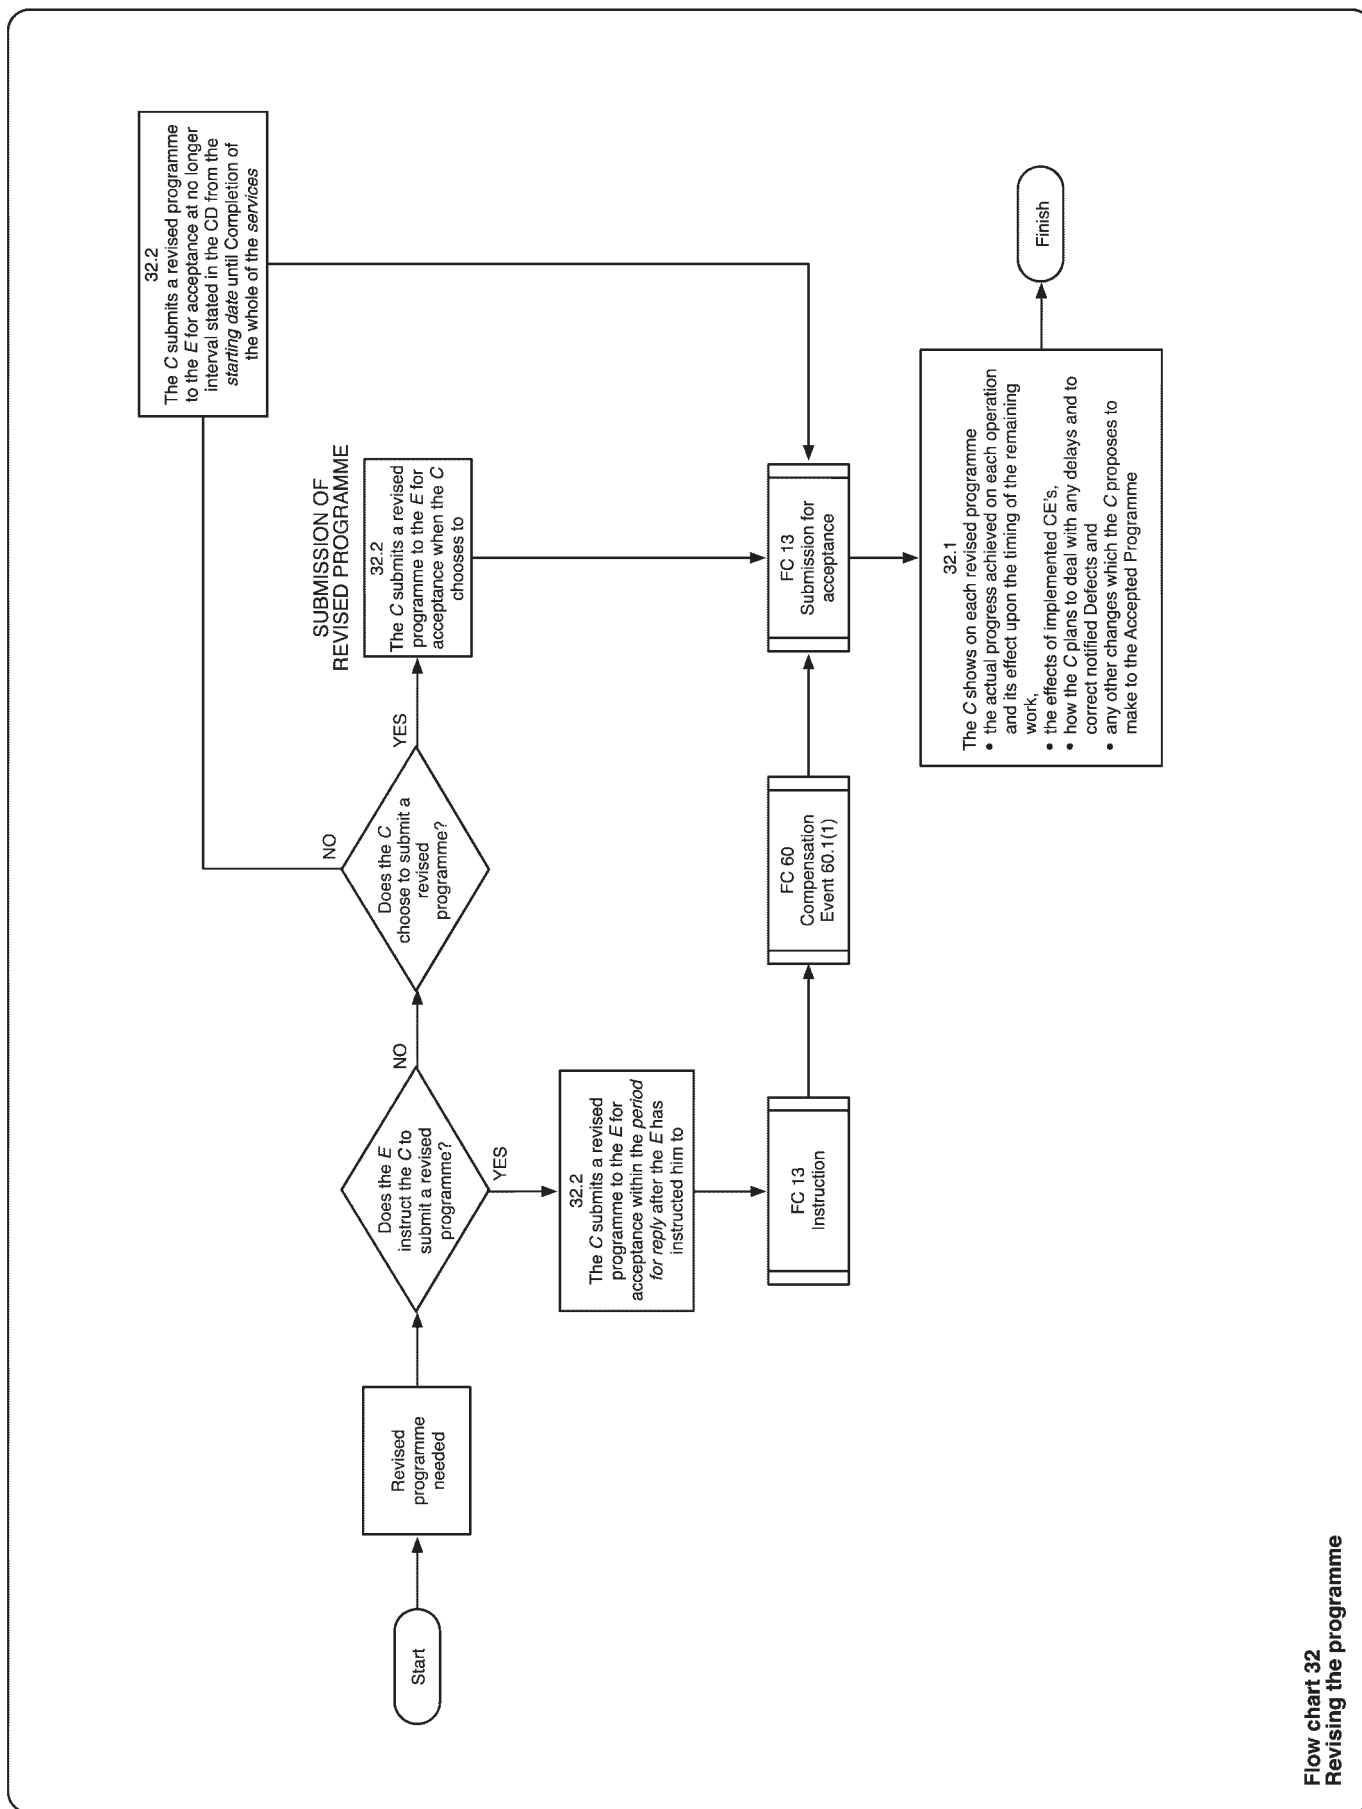 Start
Revised
programme
needed
Does the E
instruct the C to
submit a revised
programme?
NO
YES
Does the C
choose to submit a
revised
programme?
NO
YES
SUBMISSION OF
REVISED PROGRAMME
32.2
The C submits a revised
programme to the E for
acceptance when the C
chooses to
32.2
The C submits a revised programme
to the E for acceptance at no longer
interval stated in the CD from the
starting date until Completion of
the whole of the services
32.2
The C submits a revised
programme to the E for
acceptance within the period
for reply after the E has
instructed him to
FC 13
Instruction
FC 60
Compensation
Event 60.1(1)
FC 13
Submission for
acceptance
32.1
The C shows on each revised programme
• the actual progress achieved on each operation
and its effect upon the timing of the remaining
work,
• the effects of implemented CE's,
• how the C plans to deal with any delays and to
correct notified Defects and
• any other changes which the C proposes to
make to the Accepted Programme
Finish
Flow chart 32
Revising the programme